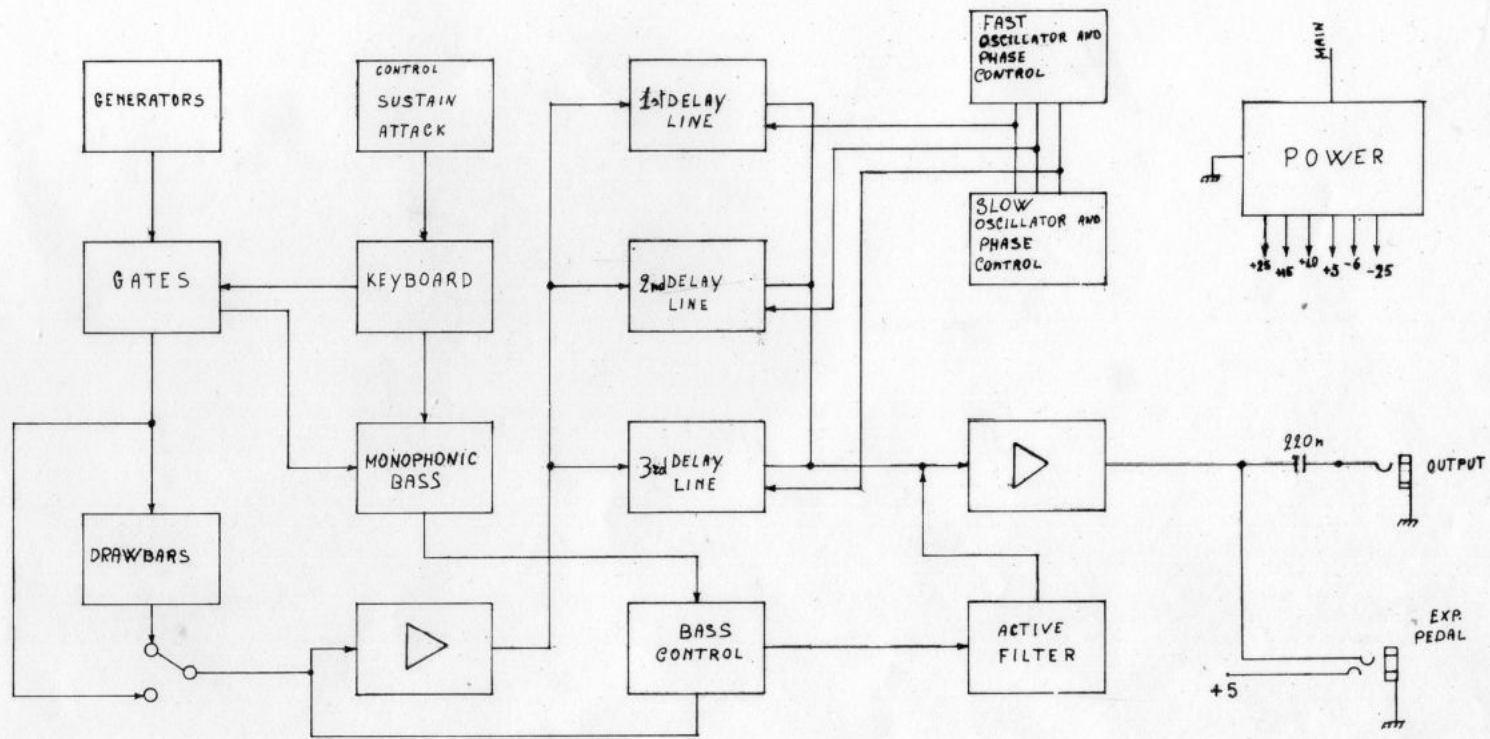 GENERATORS
CONTROL
SUSTAIN
ATTACK
1st DELAY
LINE
FAST
OSCILLATOR AND
PHASE
CONTROL
MAIN
POWER
+25 +15 +10 +5 -6 -25
GATES
KEYBOARD
2nd DELAY
LINE
SLOW
OSCILLATOR AND
PHASE
CONTROL
MONOPHONIC
BASS
3rd DELAY
LINE
220n
OUTPUT
DRAWBARS
BASS
CONTROL
ACTIVE
FILTER
EXP.
PEDAL
+5